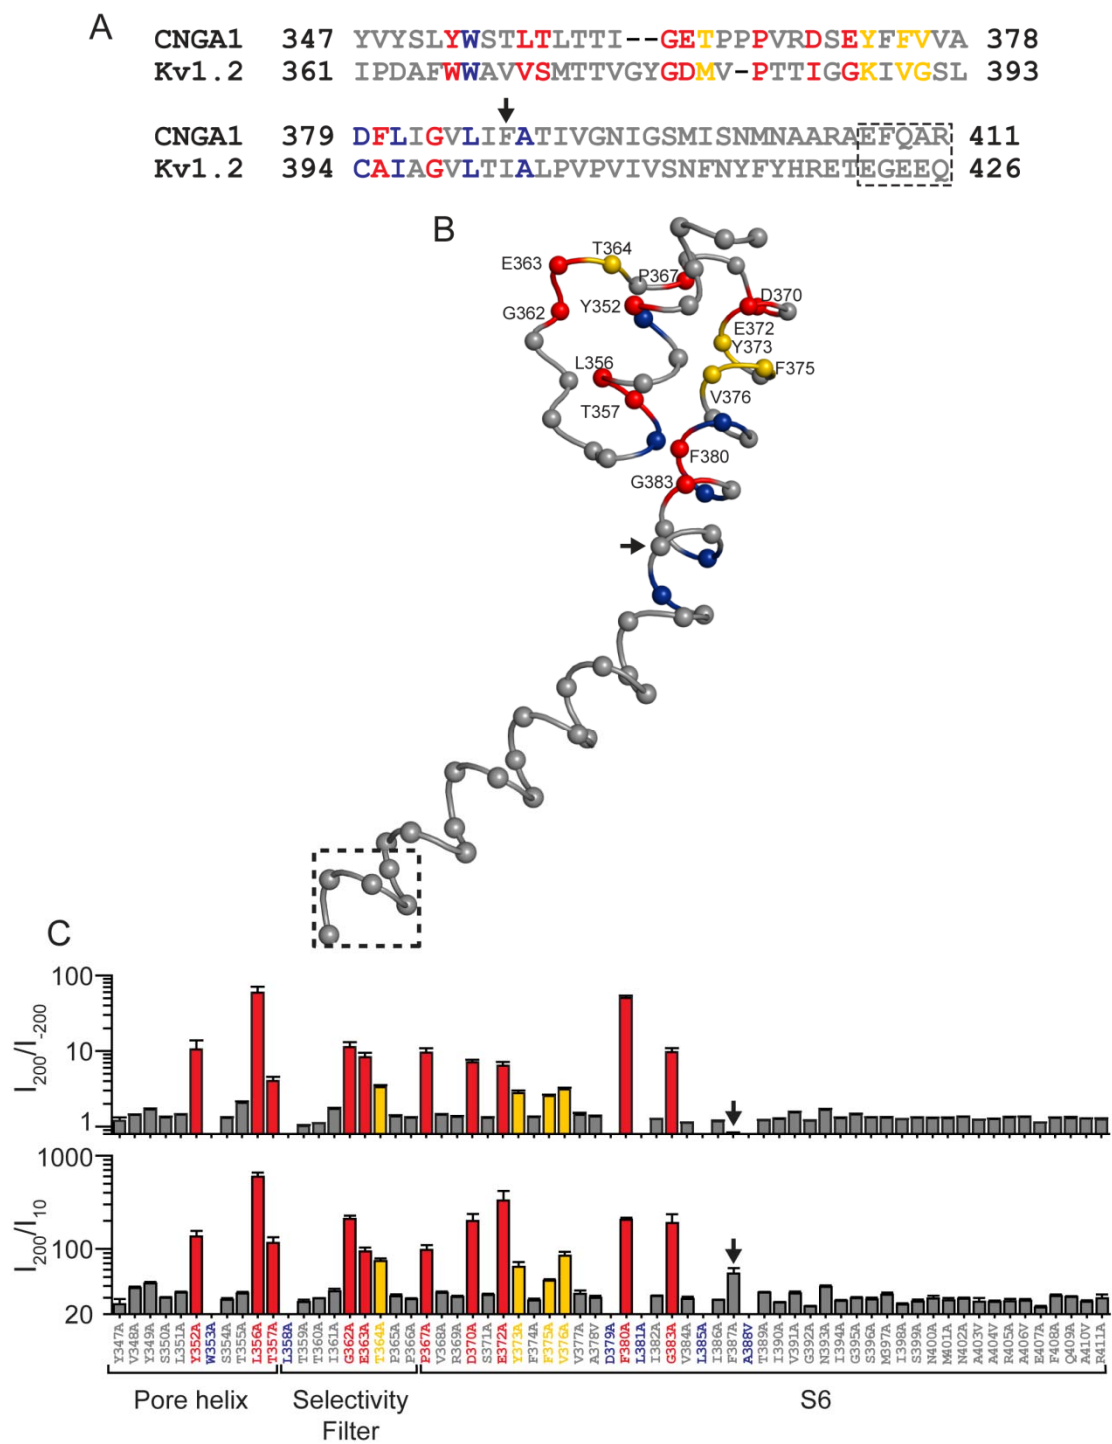 A
CNGA1 347 YVYSLYWSTLTLTTI--GETPPPVRDSEYFFVVA 378
Kv1.2 361 IPDAFWWAVVSMTTVGYGDMV-PTTIGGKIVGSL 393
CNGA1 379 DFLIGVLIFATIVGNIGSMISNMNAARAEFQAR 411
Kv1.2 394 CAIAGVLTIALPVPVIVSNFNYFYHRETEGEEQ 426
B
T364
E363
P367
D370
G362
Y352
E372
Y373
L356
F375
V376
T357
F380
G383
C
I200/I-200
100
10
1
I200/I10
1000
100
20
Y347A V348A Y349A S350A L351A Y352A W353A S354A T355A L356A T357A L358A T359A T360A I361A G362A E363A T364A P365A P366A P367A V368A R369A D370A S371A E372A Y373A F374A F375A V376A V377A A378V D379A F380A L381A I382A G383A V384A L385A I386A F387A A388V T389A I390A V391A G392A N393A I394A G395A S396A M397A I398A S399A N400A M401A N402A A403V A404V R405A A406V E407A F408A Q409A A410V R411A
Pore helix
Selectivity
Filter
S6